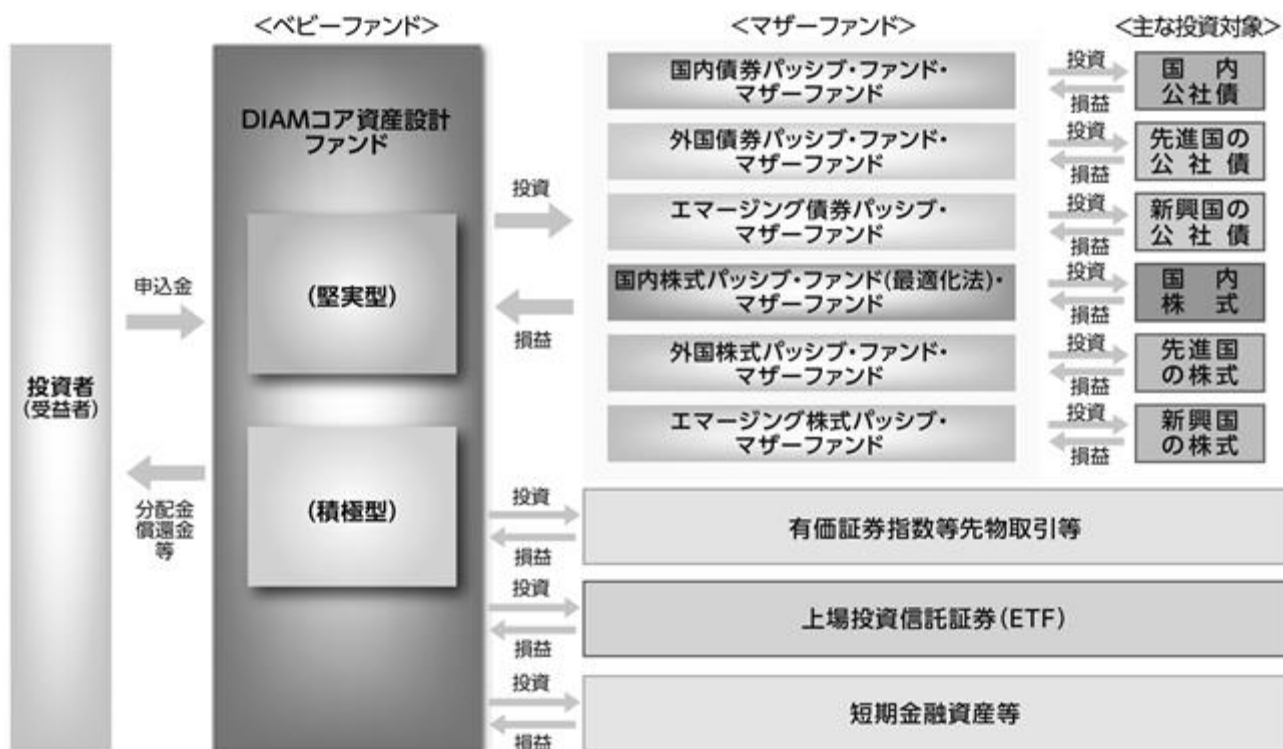 <ベビーファンド>
<マザーファンド>
<主な投資対象>
投資者
(受益者)
申込金
分配金
償還金
等
DIAMコア資産設計
ファンド
(堅実型)
(積極型)
投資
損益
国内債券パッシブ・ファンド・
マザーファンド
投資
損益
国内
公社債
外国債券パッシブ・ファンド・
マザーファンド
投資
損益
先進国の
公社債
エマージング債券パッシブ・
マザーファンド
投資
損益
新興国の
公社債
国内株式パッシブ・ファンド(最適化法)・
マザーファンド
投資
損益
国内
株式
外国株式パッシブ・ファンド・
マザーファンド
投資
損益
先進国
の株式
エマージング株式パッシブ・
マザーファンド
投資
損益
新興国
の株式
投資
損益
有価証券指数等先物取引等
投資
損益
上場投資信託証券(ETF)
投資
損益
短期金融資産等